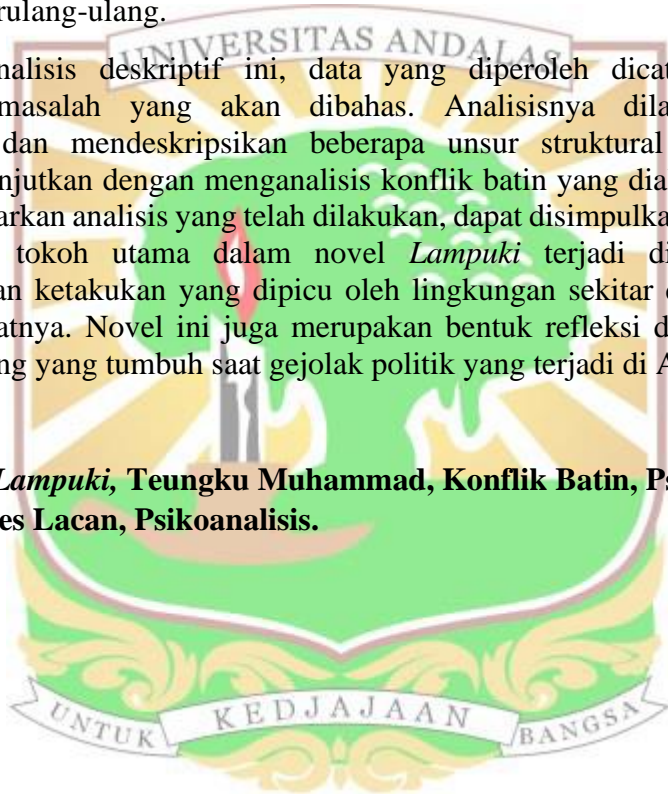 rulang-ulang.
UNIVERSITAS ANDALAS
nalisis deskriptif ini, data yang diperoleh dicat
masalah yang akan dibahas. Analisisnya dila
dan mendeskripsikan beberapa unsur struktural
njutkan dengan menganalisis konflik batin yang dia
arkan analisis yang telah dilakukan, dapat disimpulka
tokoh utama dalam novel Lampuki terjadi di
an ketakukan yang dipicu oleh lingkungan sekitar
atnya. Novel ini juga merupakan bentuk refleksi d
ng yang tumbuh saat gejolak politik yang terjadi di A
Lampuki, Teungku Muhammad, Konflik Batin, Ps
es Lacan, Psikoanalisis.
UNTUK KEDJAJAAN BANGSA